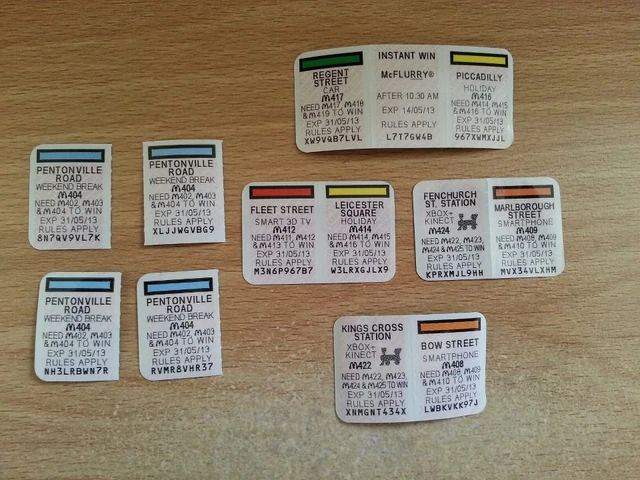 REGENT
STREET
CAR
M417
NEED M417, M418
& M419 TO WIN
EXP 31/05/13
RULES APPLY
XW9VQB7LVL
INSTANT WIN
McFLURRY®
AFTER 10.30 AM
EXP 14/05/13
RULES APPLY
L7T7GW4B
PICCADILLY
HOLIDAY
M416
NEED M414, M415
& M416 TO WIN
EXP 31/05/13
RULES APPLY
967XWMXJJL
PENTONVILLE
ROAD
WEEKEND BREAK
M404
NEED M402, M403
& M404 TO WIN
EXP 31/05/13
RULES APPLY
8N7QV9VL7K
PENTONVILLE
ROAD
WEEKEND BREAK
M404
NEED M402, M403
& M404 TO WIN
EXP 31/05/13
RULES APPLY
XLJJWGVBG9
FLEET STREET
SMART 3D TV
M412
NEED M411, M412
& M413 TO WIN
EXP 31/05/13
RULES APPLY
M3N6P967B7
LEICESTER
SQUARE
HOLIDAY
M414
NEED M414, M415
& M416 TO WIN
EXP 31/05/13
RULES APPLY
W3LRXGJLX9
FENCHURCH
ST. STATION
XBOX+
KINECT
M424
NEED M422, M423,
M424 & M425 TO WIN
EXP 31/05/13
RULES APPLY
KPRXMJL9HH
MARLBOROUGH
STREET
SMARTPHONE
M409
NEED M408, M409
& M410 TO WIN
EXP 31/05/13
RULES APPLY
MVX34VLXHM
PENTONVILLE
ROAD
WEEKEND BREAK
M404
NEED M402, M403
& M404 TO WIN
EXP 31/05/13
RULES APPLY
NH3LRBWN7R
PENTONVILLE
ROAD
WEEKEND BREAK
M404
NEED M402, M403
& M404 TO WIN
EXP 31/05/13
RULES APPLY
RVMR8VHR37
KINGS CROSS
STATION
XBOX+
KINECT
M422
NEED M422, M423,
M424 & M425 TO WIN
EXP 31/05/13
RULES APPLY
XNMGNT434X
BOW STREET
SMARTPHONE
M408
NEED M408, M409
& M410 TO WIN
EXP 31/05/13
RULES APPLY
LWBKVKK97J